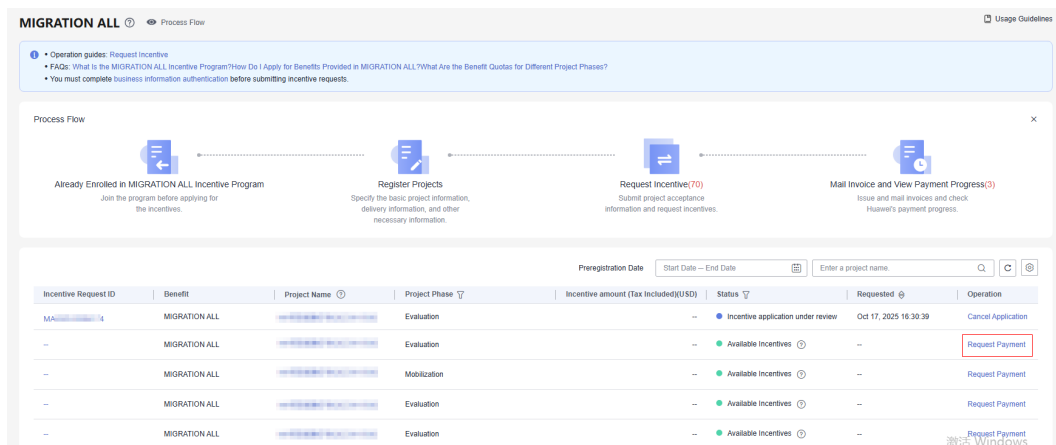 MIGRATION ALL Process Flow
Usage Guidelines
• Operation guides: Request Incentive
• FAQs: What Is the MIGRATION ALL Incentive Program?How Do I Apply for Benefits Provided in MIGRATION ALL?What Are the Benefit Quotas for Different Project Phases?
• You must complete business information authentication before submitting incentive requests.
Process Flow
Already Enrolled in MIGRATION ALL Incentive Program
Join the program before applying for
the incentives.
Register Projects
Specify the basic project information,
delivery information, and other
necessary information.
Request Incentive(70)
Submit project acceptance
information and request incentives.
Mail Invoice and View Payment Progress(3)
Issue and mail invoices and check
Huawei's payment progress.
Preregistration Date Start Date – End Date Enter a project name.
Incentive Request ID Benefit Project Name Project Phase Incentive amount (Tax Included)(USD) Status Requested Operation
MA 4 MIGRATION ALL Evaluation -- Incentive application under review Oct 17, 2025 16:30:39 Cancel Application
-- MIGRATION ALL Evaluation -- Available Incentives -- Request Payment
-- MIGRATION ALL Mobilization -- Available Incentives -- Request Payment
-- MIGRATION ALL Evaluation -- Available Incentives -- Request Payment
-- MIGRATION ALL Evaluation -- Available Incentives -- Request Payment
激活 Windows